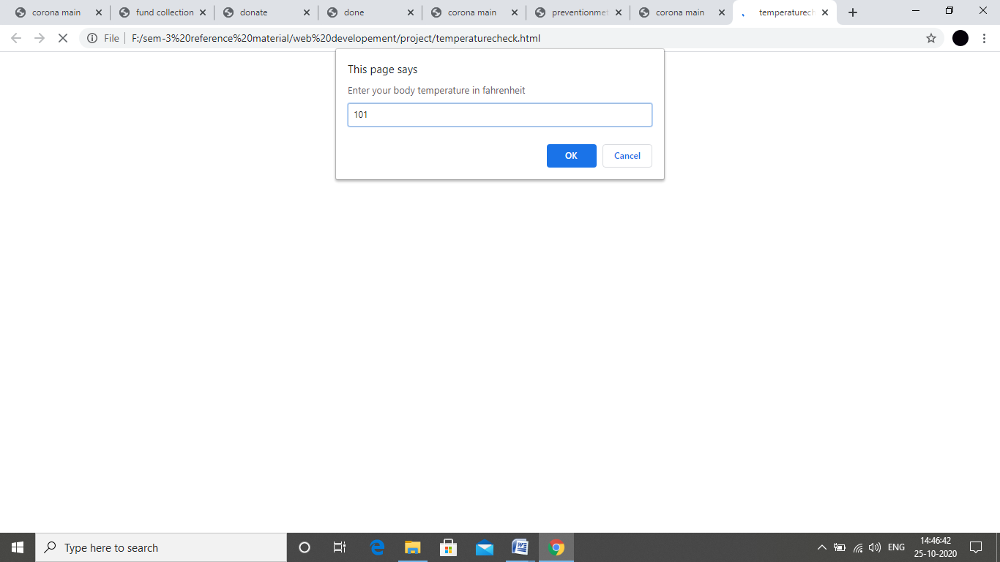 corona main
fund collection
donate
done
corona main
preventionmet
corona main
temperaturech
File
F:/sem-3%20reference%20material/web%20developement/project/temperaturecheck.html
This page says
Enter your body temperature in fahrenheit
101
OK
Cancel
Type here to search
ENG
14:46:42
25-10-2020